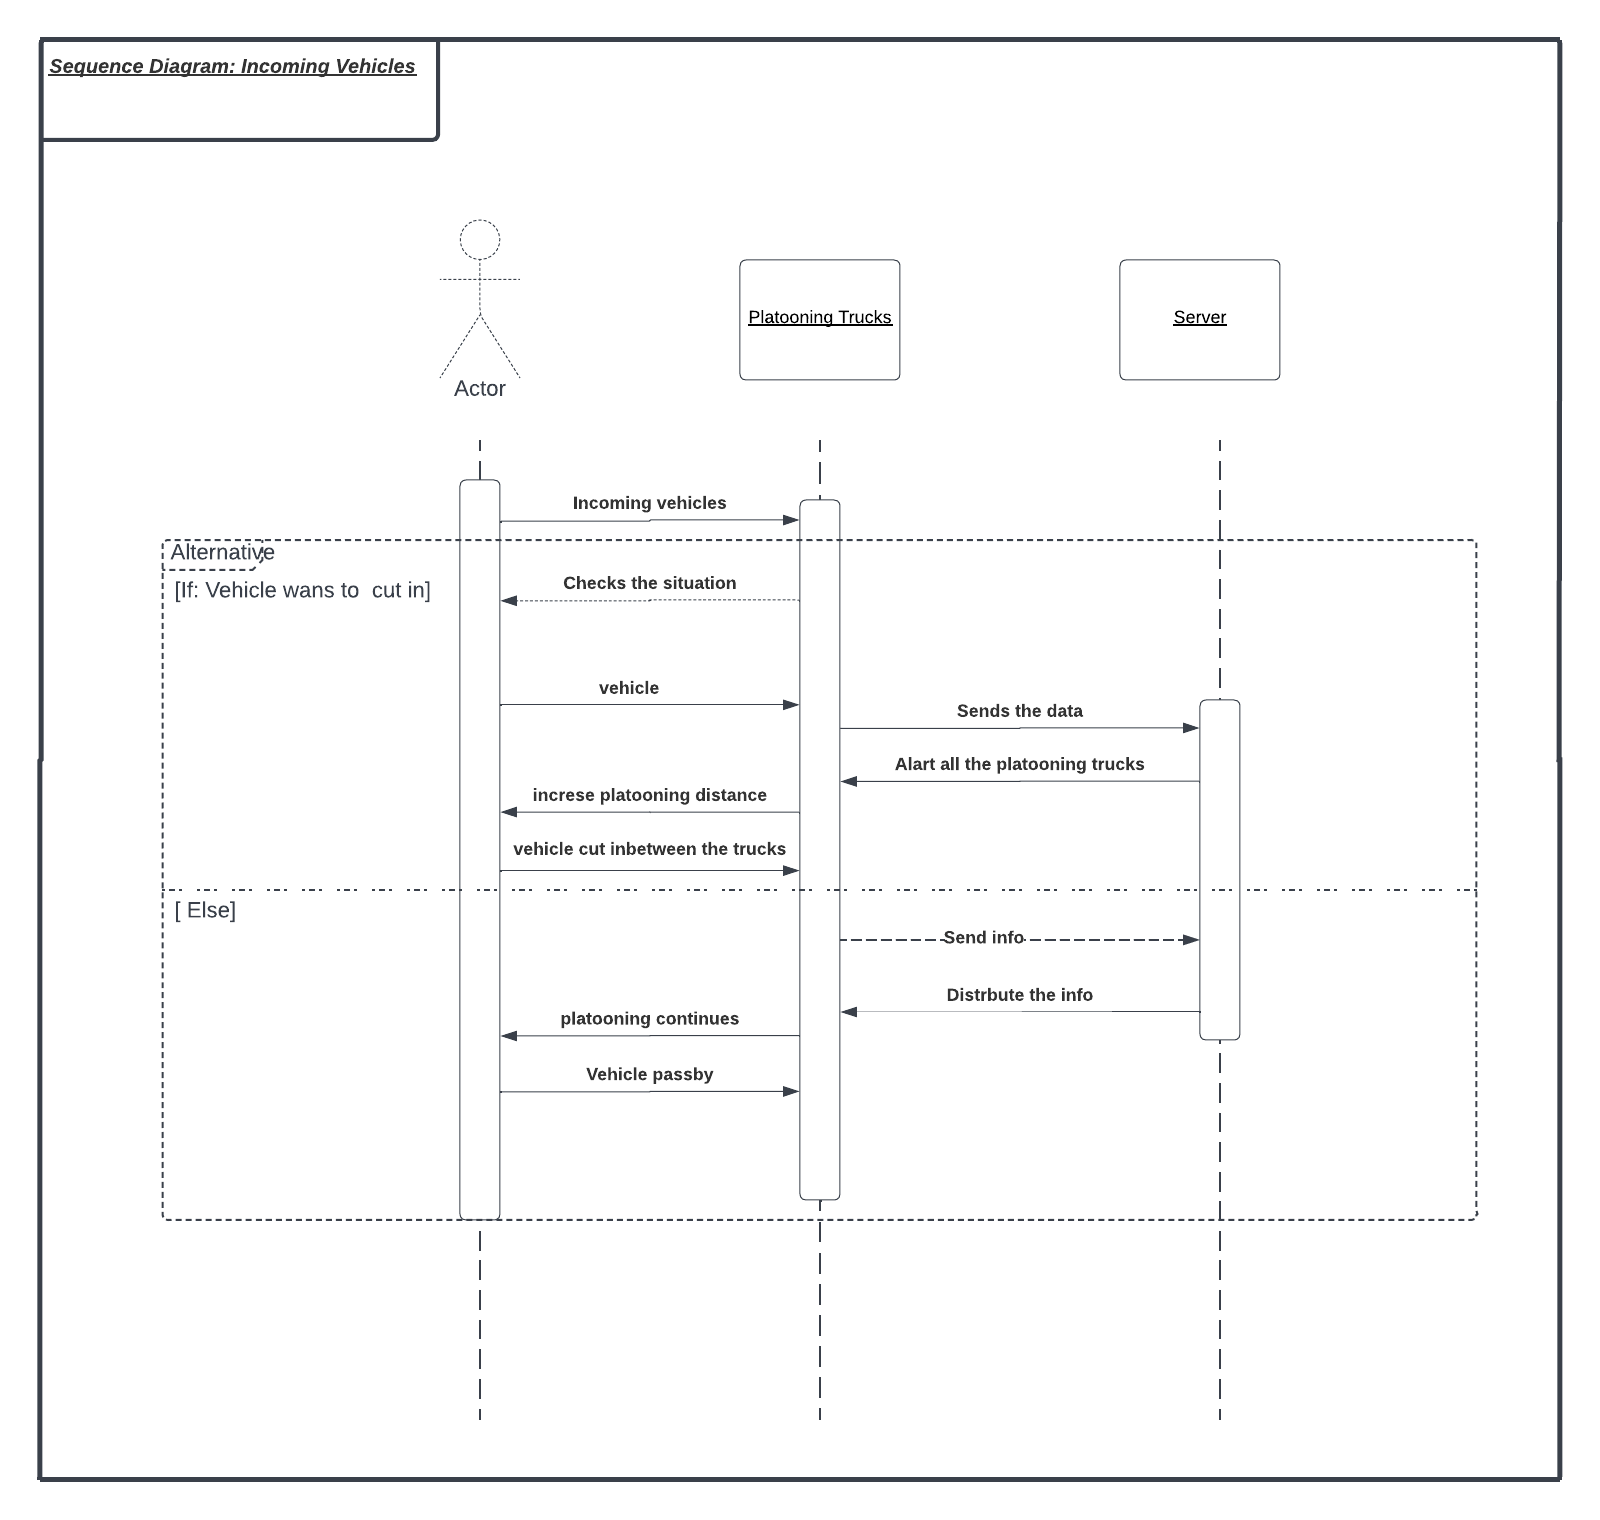 Sequence Diagram: Incoming Vehicles
Actor
Platooning Trucks
Server
Incoming vehicles
Alternative
[If: Vehicle wans to  cut in]
Checks the situation
vehicle
Sends the data
Alart all the platooning trucks
increse platooning distance
vehicle cut inbetween the trucks
[ Else]
Send info
Distrbute the info
platooning continues
Vehicle passby